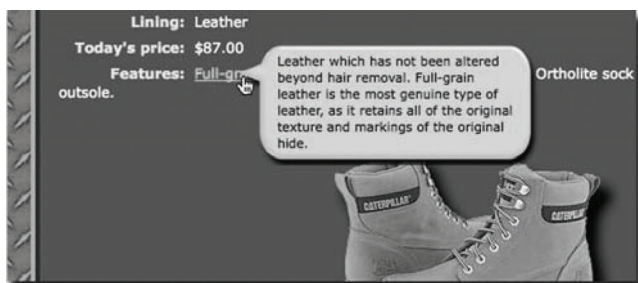 Lining: Leather
Today's price: $87.00
Features: Full-gr Ortholite sock
outsole.
Leather which has not been altered
beyond hair removal. Full-grain
leather is the most genuine type of
leather, as it retains all of the original
texture and markings of the original
hide.
CATERPILLAR
CATERPILLAR